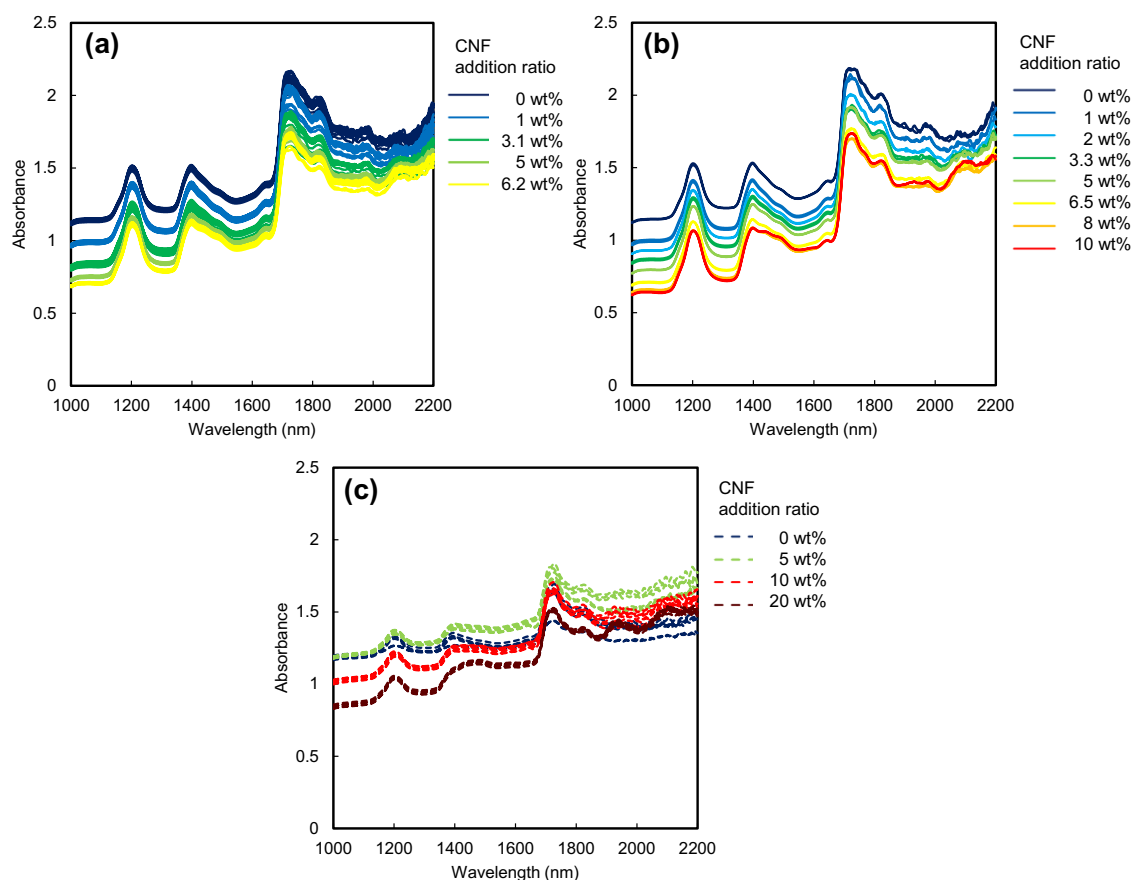 (a)
2.5
2
1.5
1
0.5
0
Absorbance
1000 1200 1400 1600 1800 2000 2200
Wavelength (nm)
CNF
addition ratio
0 wt%
1 wt%
3.1 wt%
5 wt%
6.2 wt%
(b)
2.5
2
1.5
1
0.5
0
Absorbance
1000 1200 1400 1600 1800 2000 2200
Wavelength (nm)
CNF
addition ratio
0 wt%
1 wt%
2 wt%
3.3 wt%
5 wt%
6.5 wt%
8 wt%
10 wt%
(c)
2.5
2
1.5
1
0.5
0
Absorbance
1000 1200 1400 1600 1800 2000 2200
Wavelength (nm)
CNF
addition ratio
0 wt%
5 wt%
10 wt%
20 wt%